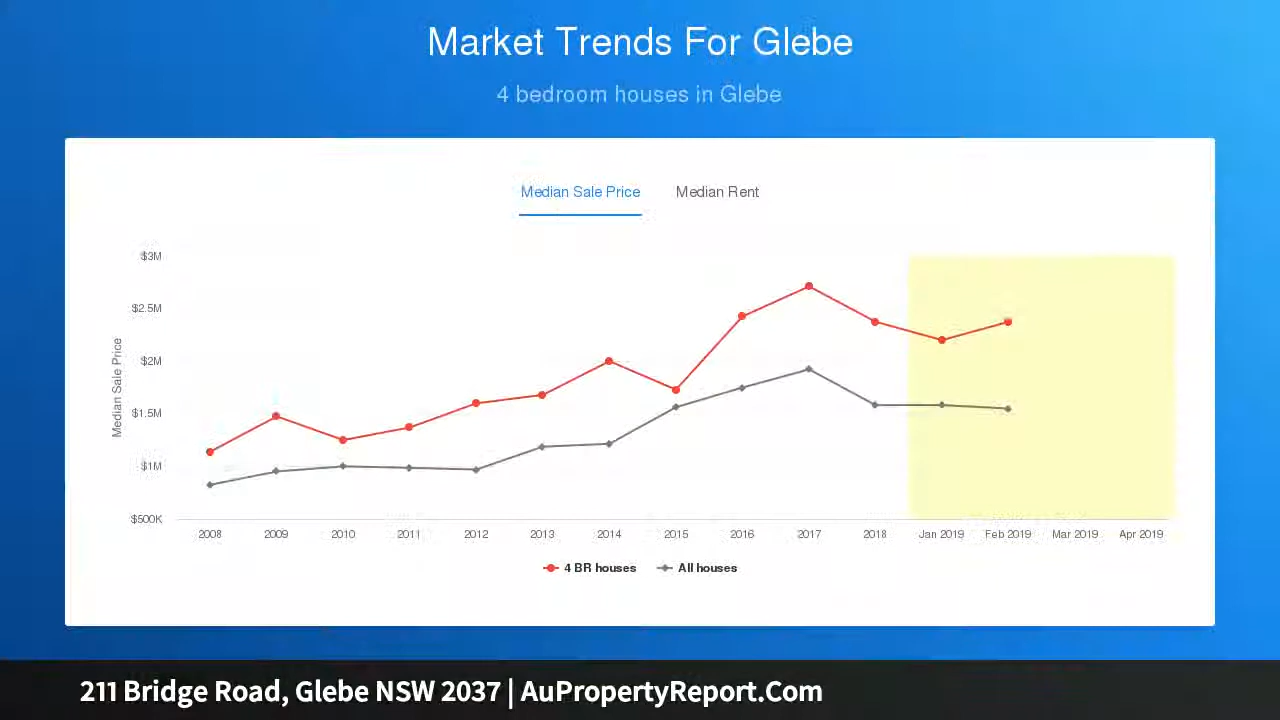 Market Trends For Glebe
4 bedroom houses in Glebe
Median Sale Price Median Rent
$3M
$2.5M
$2M
$1.5M
$1M
$500K
Median Sale Price
2008 2009 2010 2011 2012 2013 2014 2015 2016 2017 2018 Jan 2019 Feb 2019 Mar 2019 Apr 2019
4 BR houses All houses
211 Bridge Road, Glebe NSW 2037 | AuPropertyReport.Com